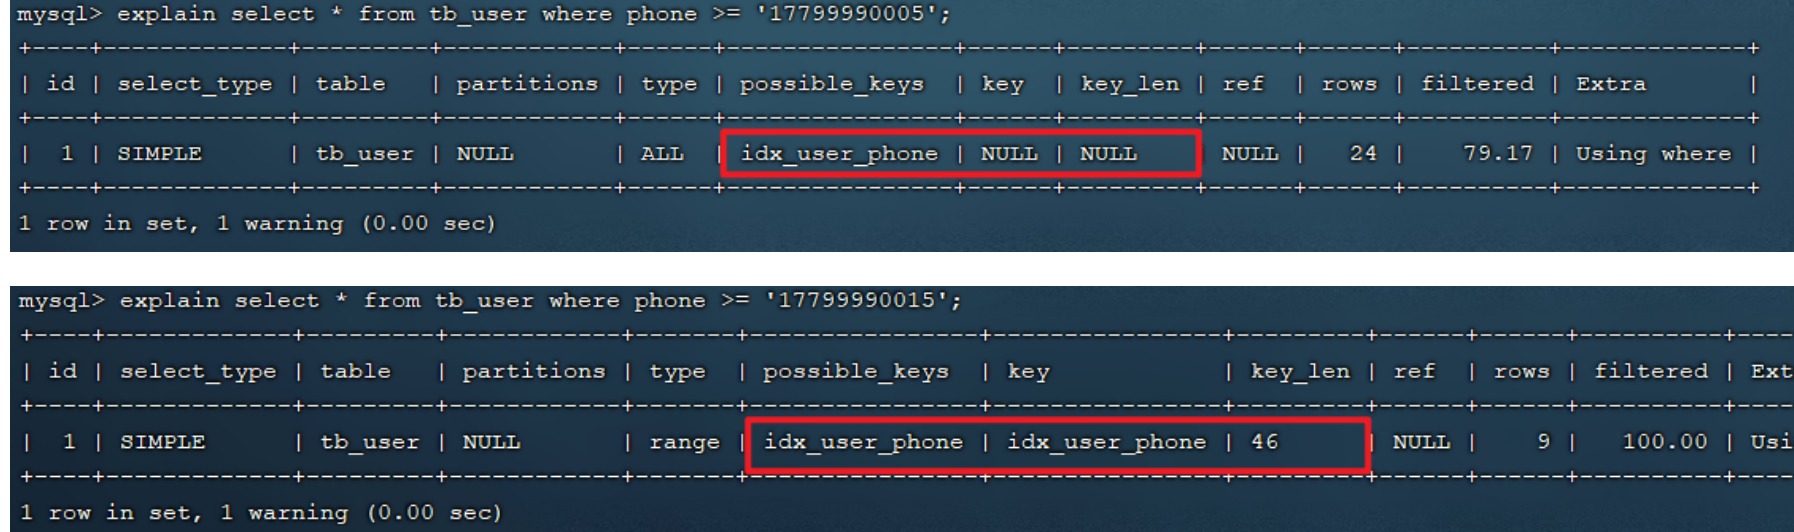 mysql> explain select * from tb_user where phone >= '17799990005';
+----+-------------+---------+------------+------+----------------+------+---------+------+------+----------+-------------+
| id | select_type | table   | partitions | type | possible_keys  | key  | key_len | ref  | rows | filtered | Extra       |
+----+-------------+---------+------------+------+----------------+------+---------+------+------+----------+-------------+
|  1 | SIMPLE      | tb_user | NULL       | ALL  | idx_user_phone | NULL | NULL    | NULL |   24 |    79.17 | Using where |
+----+-------------+---------+------------+------+----------------+------+---------+------+------+----------+-------------+
1 row in set, 1 warning (0.00 sec)
mysql> explain select * from tb_user where phone >= '17799990015';
+----+-------------+---------+------------+-------+----------------+----------------+---------+------+------+----------+----
| id | select_type | table   | partitions | type  | possible_keys  | key            | key_len | ref  | rows | filtered | Ext
+----+-------------+---------+------------+-------+----------------+----------------+---------+------+------+----------+----
|  1 | SIMPLE      | tb_user | NULL       | range | idx_user_phone | idx_user_phone | 46      | NULL |    9 |   100.00 | Usi
+----+-------------+---------+------------+-------+----------------+----------------+---------+------+------+----------+----
1 row in set, 1 warning (0.00 sec)